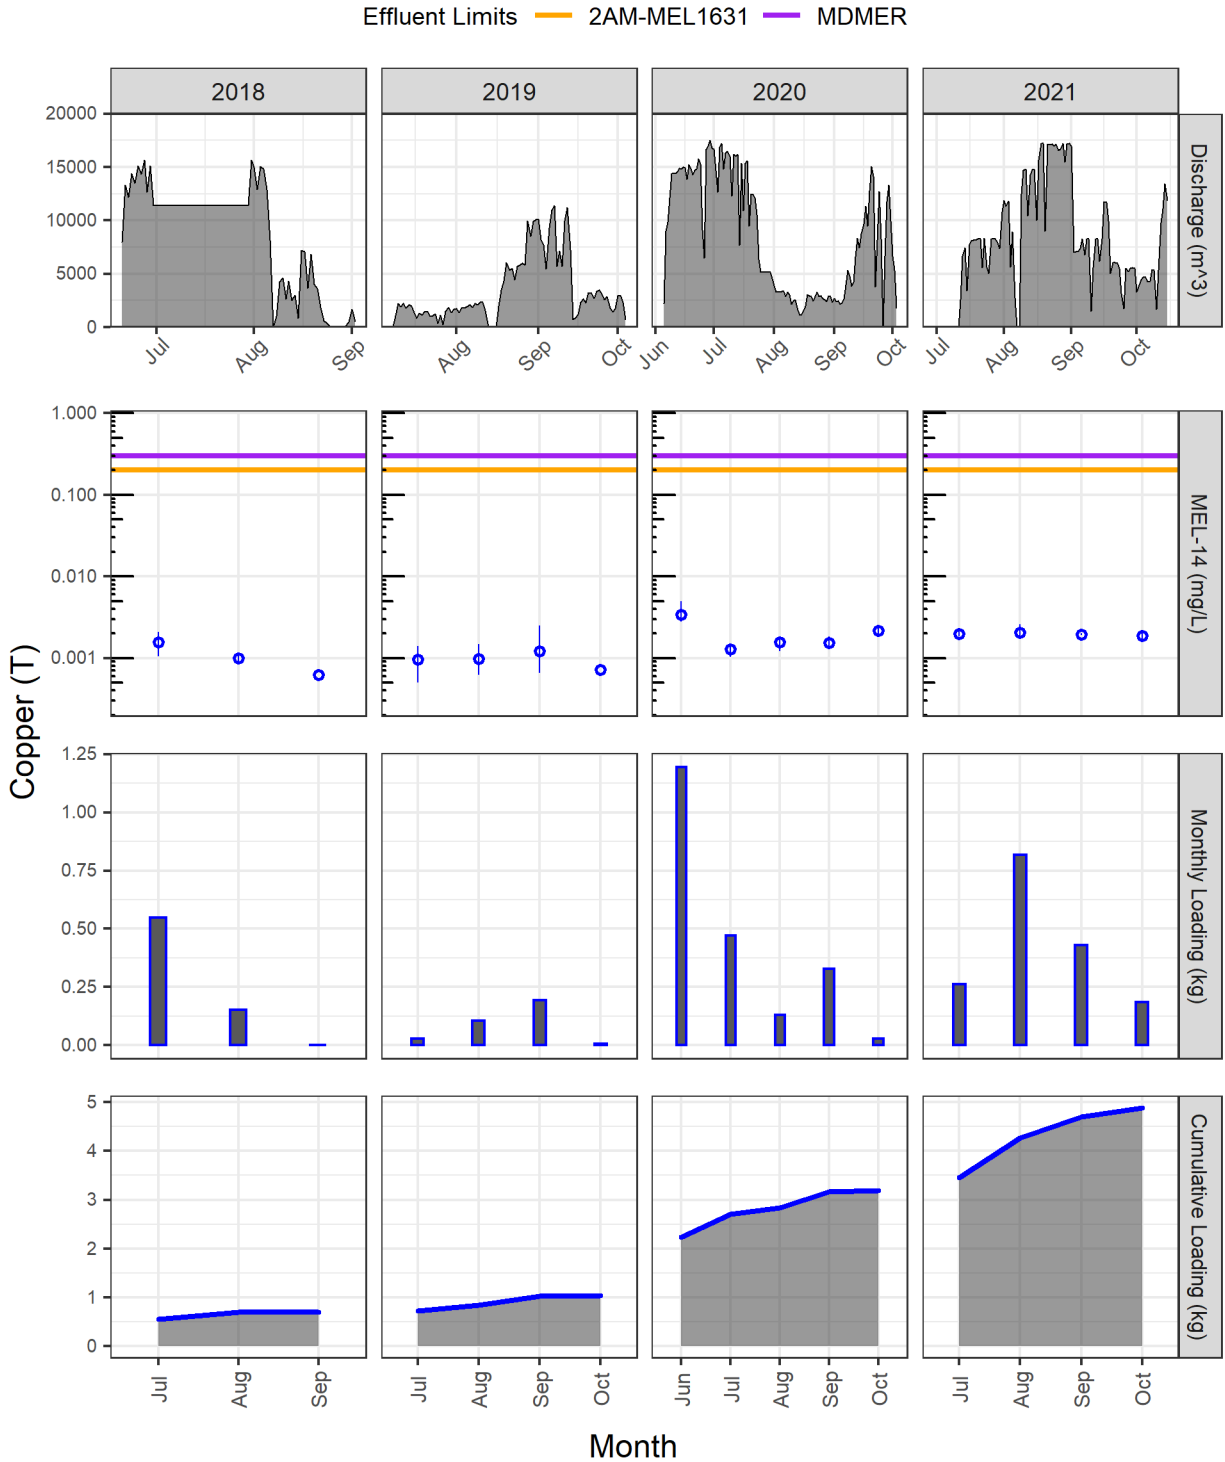 Effluent Limits 2AM-MEL1631 MDMER
2018 2019 2020 2021
20000
15000
10000
5000
0
Discharge (m^3)
Jul Aug Sep Aug Sep Oct Jun Jul Aug Sep Oct Jul Aug Sep Oct
1.000
0.100
0.010
0.001
MEL-14 (mg/L)
Copper (T)
1.25
1.00
0.75
0.50
0.25
0.00
Monthly Loading (kg)
5
4
3
2
1
0
Cumulative Loading (kg)
Jul Aug Sep Jul Aug Sep Oct Jun Jul Aug Sep Oct Jul Aug Sep Oct
Month